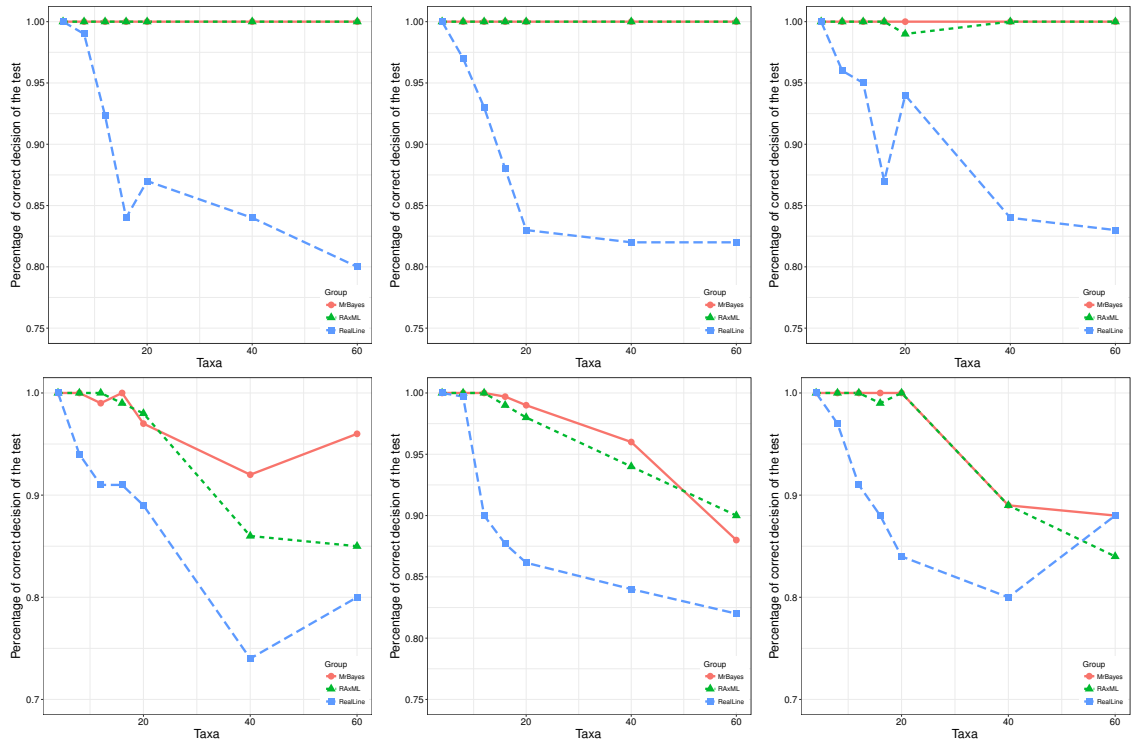 Percentage of correct decision of the test
1.00
0.95
0.90
0.85
0.80
0.75
20
40
60
Taxa
Group
MrBayes
RAxML
RealLine
Percentage of correct decision of the test
1.00
0.95
0.90
0.85
0.80
0.75
20
40
60
Taxa
Group
MrBayes
RAxML
RealLine
Percentage of correct decision of the test
1.00
0.95
0.90
0.85
0.80
0.75
20
40
60
Taxa
Group
MrBayes
RAxML
RealLine
Percentage of correct decision of the test
1.0
0.9
0.8
0.7
20
40
60
Taxa
Group
MrBayes
RAxML
RealLine
Percentage of correct decision of the test
1.00
0.95
0.90
0.85
0.80
0.75
20
40
60
Taxa
Group
MrBayes
RAxML
RealLine
Percentage of correct decision of the test
1.0
0.9
0.8
0.7
20
40
60
Taxa
Group
MrBayes
RAxML
RealLine